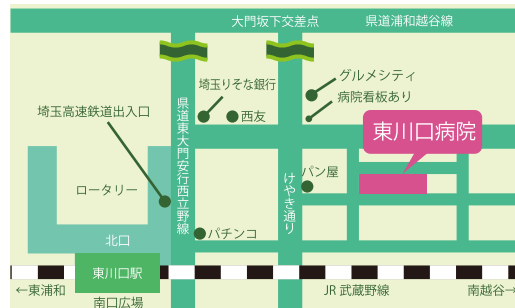 大門坂下交差点
県道浦和越谷線
グルメシティ
埼玉りそな銀行
病院看板あり
埼玉高速鉄道出入口
西友
東川口病院
県道東大門安行西立野線
けやき通り
パン屋
ロータリー
パチンコ
北口
東川口駅
←東浦和
南口広場
JR 武蔵野線
南越谷→